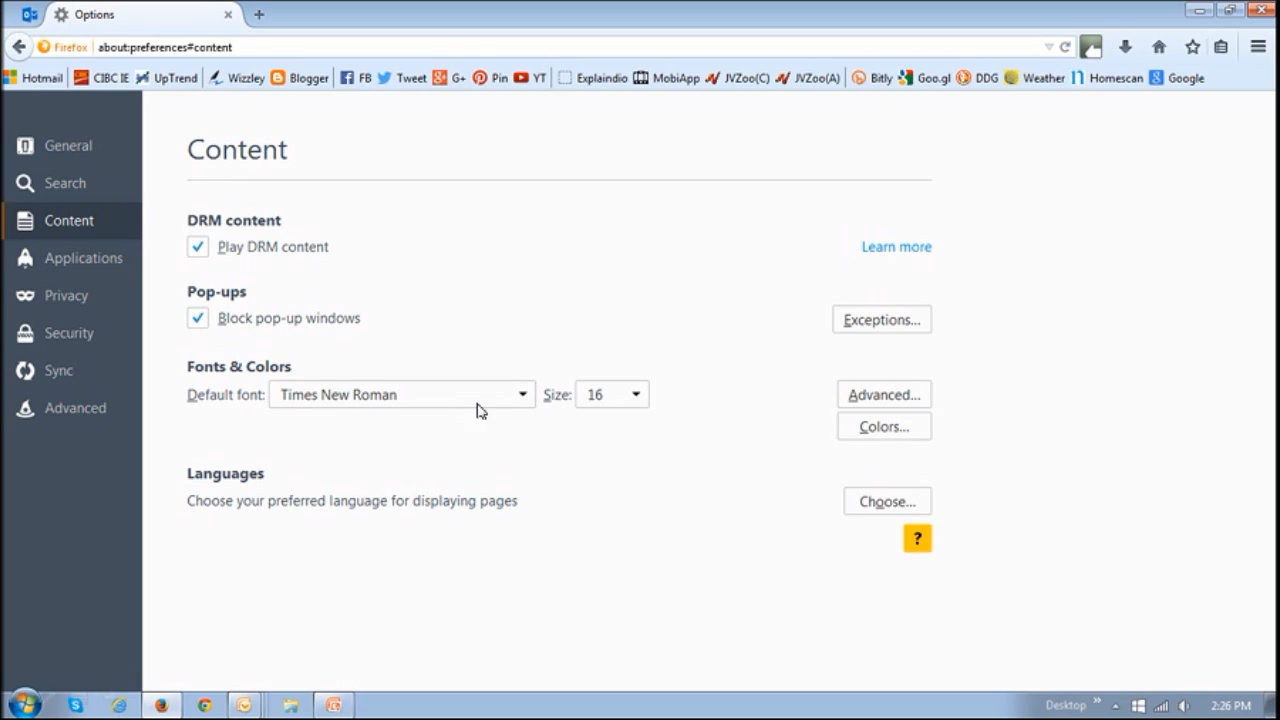 Options
Firefox about:preferences#content
Hotmail CIBC IE UpTrend Wizzley Blogger FB Tweet G+ Pin YT Explaindio MobiApp JVZoo(C) JVZoo(A) Bitly Goo.gl DDG Weather Homescan Google
General
Search
Content
Applications
Privacy
Security
Sync
Advanced
Content
DRM content
Play DRM content Learn more
Pop-ups
Block pop-up windows Exceptions...
Fonts & Colors
Default font: Times New Roman Size: 16 Advanced...
Colors...
Languages
Choose your preferred language for displaying pages Choose...
?
Desktop 2:26 PM